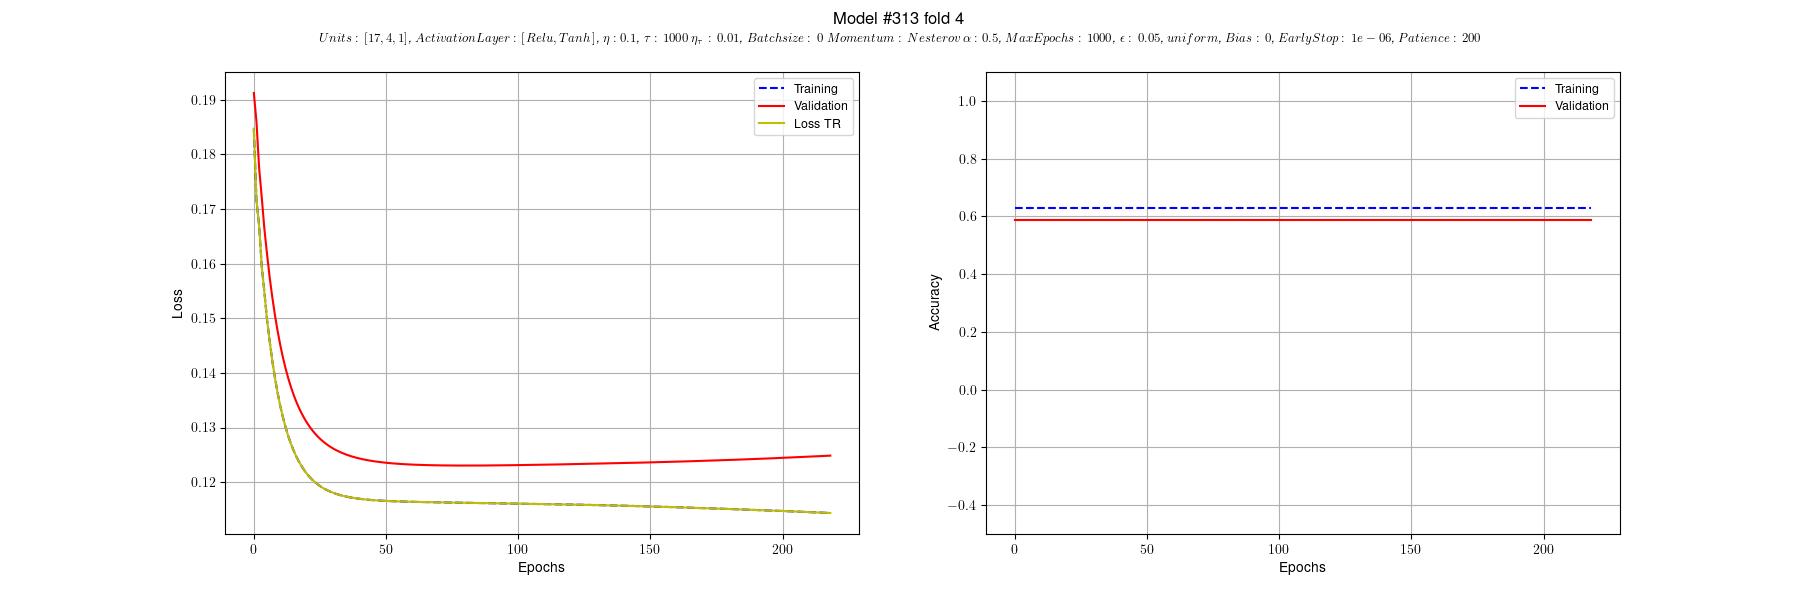 Model #313 fold 4
Units : [17, 4, 1], ActivationLayer : [Relu, Tanh], η : 0.1, τ : 1000 ητ : 0.01, Batchsize : 0 Momentum : Nesterov α : 0.5, MaxEpochs : 1000, ϵ : 0.05, uniform, Bias : 0, EarlyStop : 1e − 06, Patience : 200
Training
Validation
Loss TR
0.19
0.18
0.17
0.16
0.15
0.14
0.13
0.12
Loss
0 50 100 150 200
Epochs
Training
Validation
1.0
0.8
0.6
0.4
0.2
0.0
−0.2
−0.4
Accuracy
0 50 100 150 200
Epochs